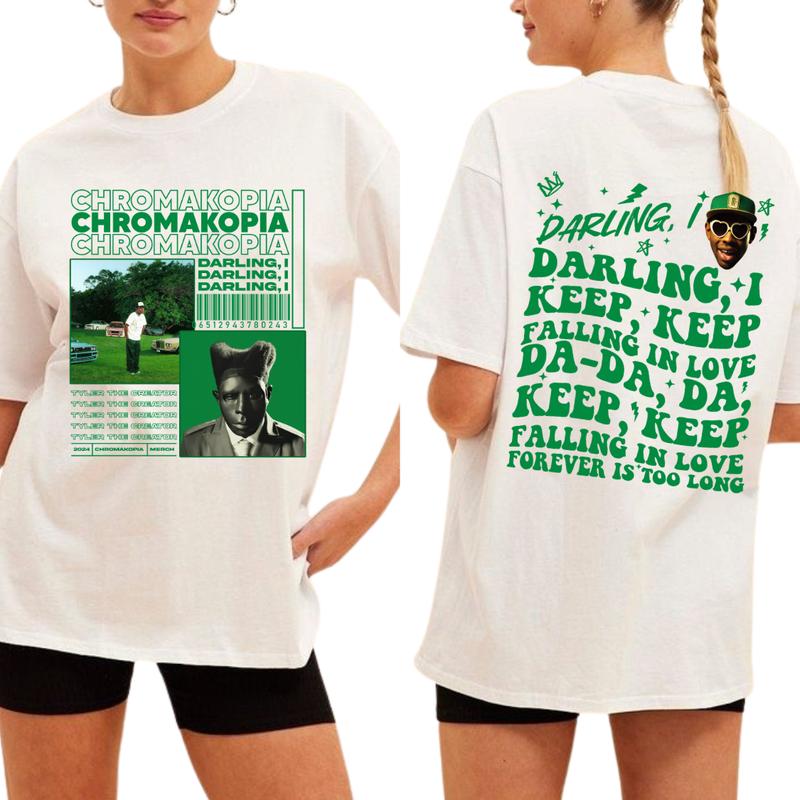 CHROMAKOPIA
CHROMAKOPIA
CHROMAKOPIA
DARLING, I
DARLING, I
DARLING, I
06512943780243
TYLER THE CREATOR
TYLER THE CREATOR
TYLER THE CREATOR
TYLER THE CREATOR
TYLER THE CREATOR
2024 CHROMAKOPIA MERCH
DARLING, I
DARLING, I
KEEP, KEEP
FALLING IN LOVE
DA-DA, DA,
KEEP, KEEP
FALLING IN LOVE
FOREVER IS TOO LONG